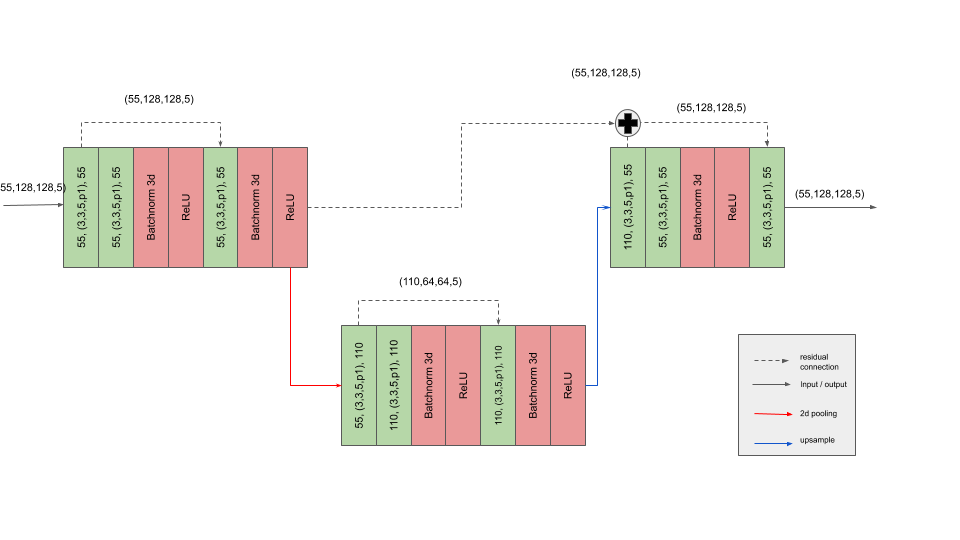 (55,128,128,5)
(55,128,128,5)
(55,128,128,5)
55,128,128,5)
55, (3,3,5,p1), 55
55, (3,3,5,p1), 55
Batchnorm 3d
ReLU
55, (3,3,5,p1), 55
Batchnorm 3d
ReLU
110, (3,3,5,p1), 55
55, (3,3,5,p1), 55
Batchnorm 3d
ReLU
55, (3,3,5,p1), 55
(55,128,128,5)
(110,64,64,5)
55, (3,3,5,p1), 110
110, (3,3,5,p1), 110
Batchnorm 3d
ReLU
110, (3,3,5,p1), 110
Batchnorm 3d
ReLU
residual
connection
Input / output
2d pooling
upsample